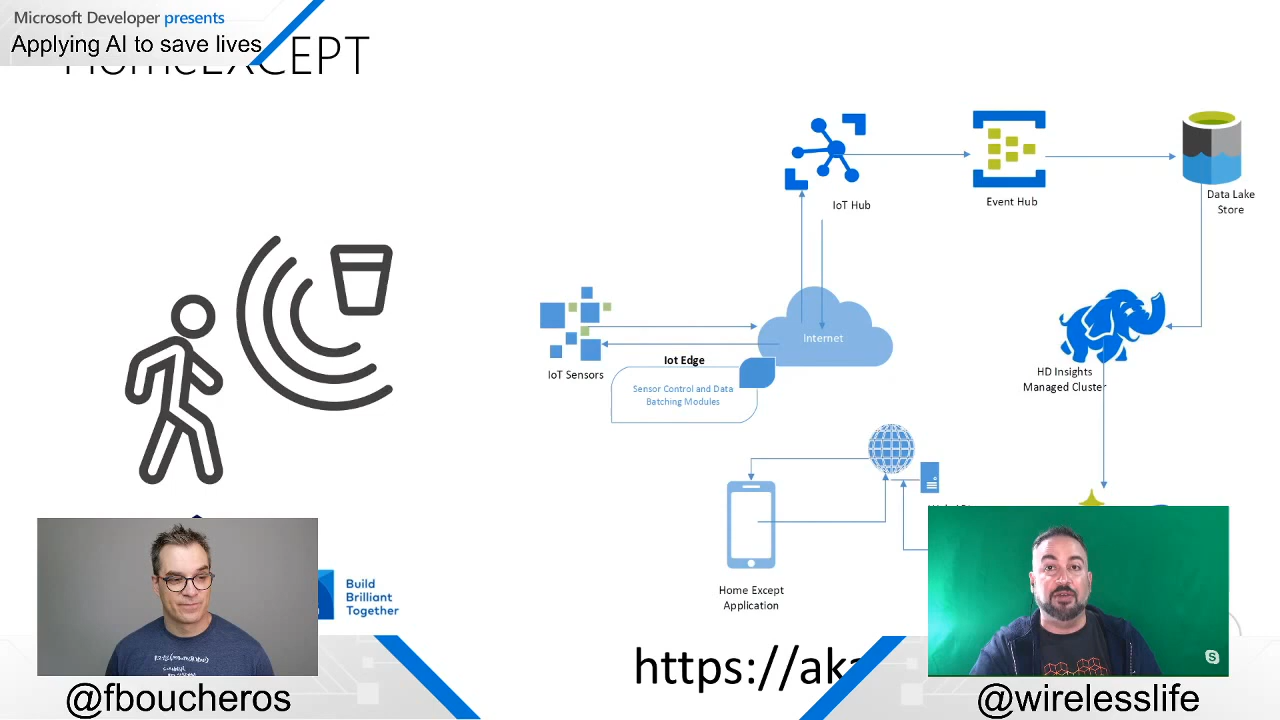 Microsoft Developer presents
Applying AI to save lives
HomeEXCEPT
IoT Hub
Event Hub
Data Lake
Store
Internet
IoT Sensors
Iot Edge
Sensor Control and Data
Batching Modules
HD Insights
Managed Cluster
Home Except
Application
Build
Brilliant
Together
https://aka
@fboucheros
@wirelesslife